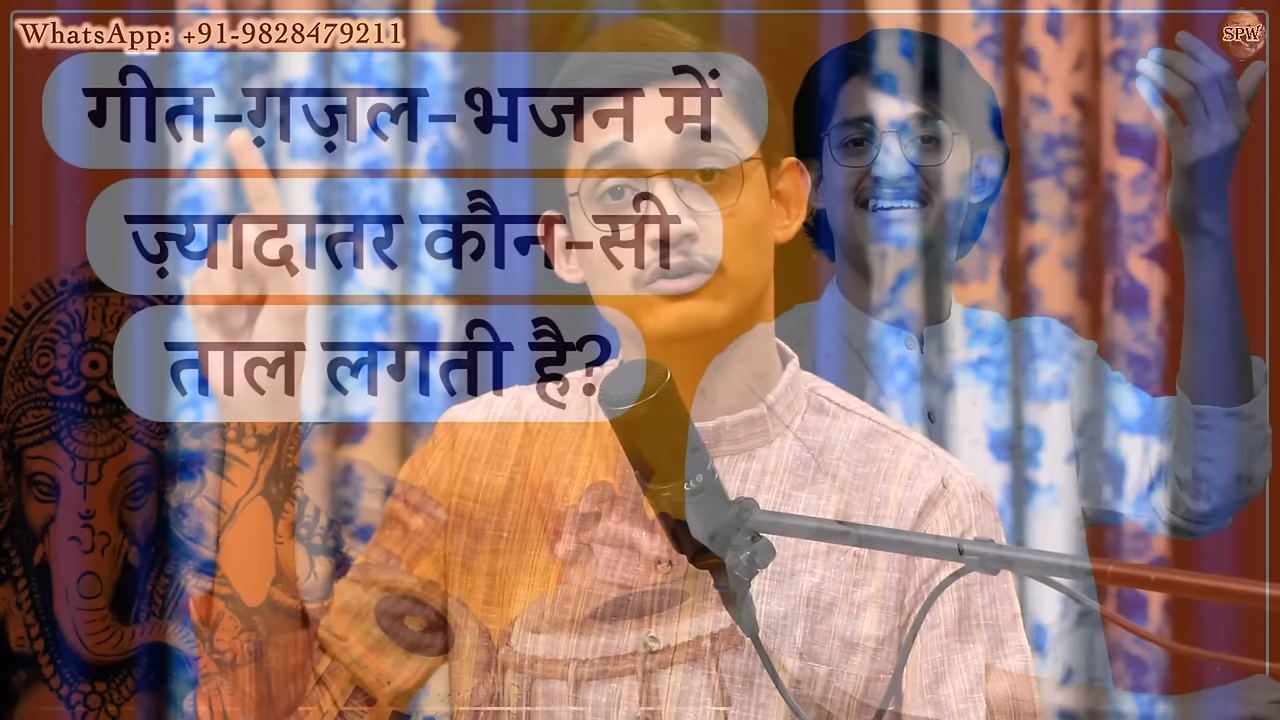 WhatsApp: +91-9828479211
SPW
गीत-ग़ज़ल-भजन में
ज़्यादातर कौन-सी
ताल लगती है?